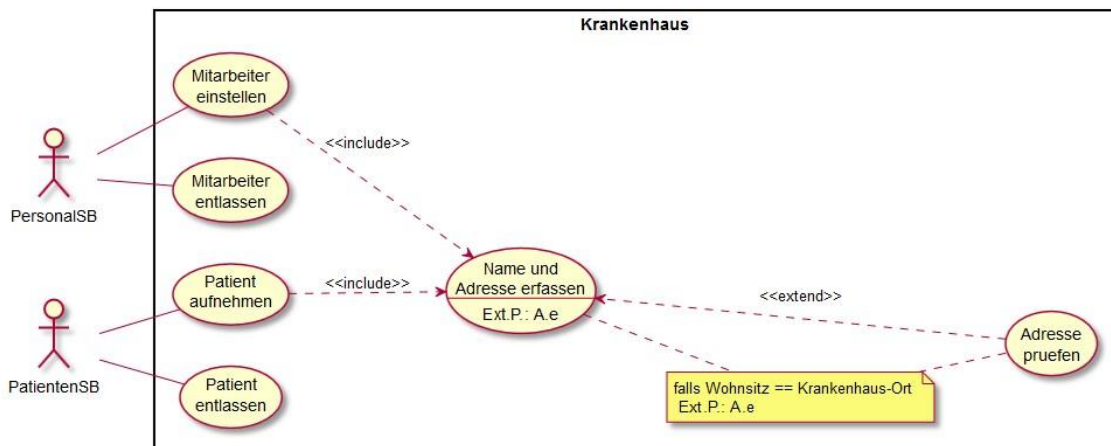 Krankenhaus
Mitarbeiter
einstellen
<<include>>
PersonalSB
Mitarbeiter
entlassen
Patient
aufnehmen
<<include>>
Name und
Adresse erfassen
Ext.P.: A.e
<<extend>>
Adresse
pruefen
PatientenSB
Patient
entlassen
falls Wohnsitz == Krankenhaus-Ort
Ext.P.: A.e